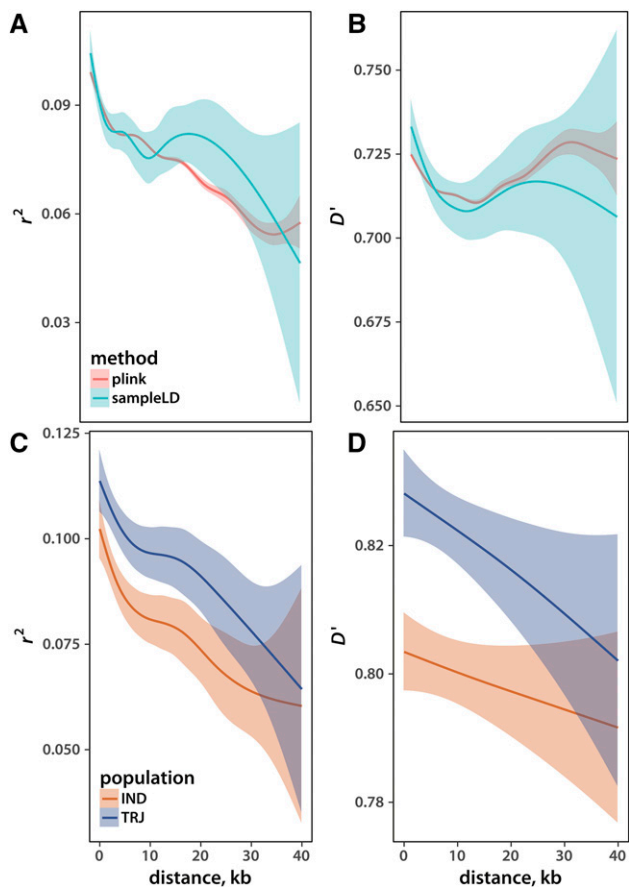 A
B
r²
0.09
0.06
0.03
method
plink
sampleLD
D'
0.750
0.725
0.700
0.675
0.650
C
D
r²
0.125
0.100
0.075
0.050
population
IND
TRJ
0 10 20 30 40
distance, kb
D'
0.82
0.80
0.78
0 10 20 30 40
distance, kb